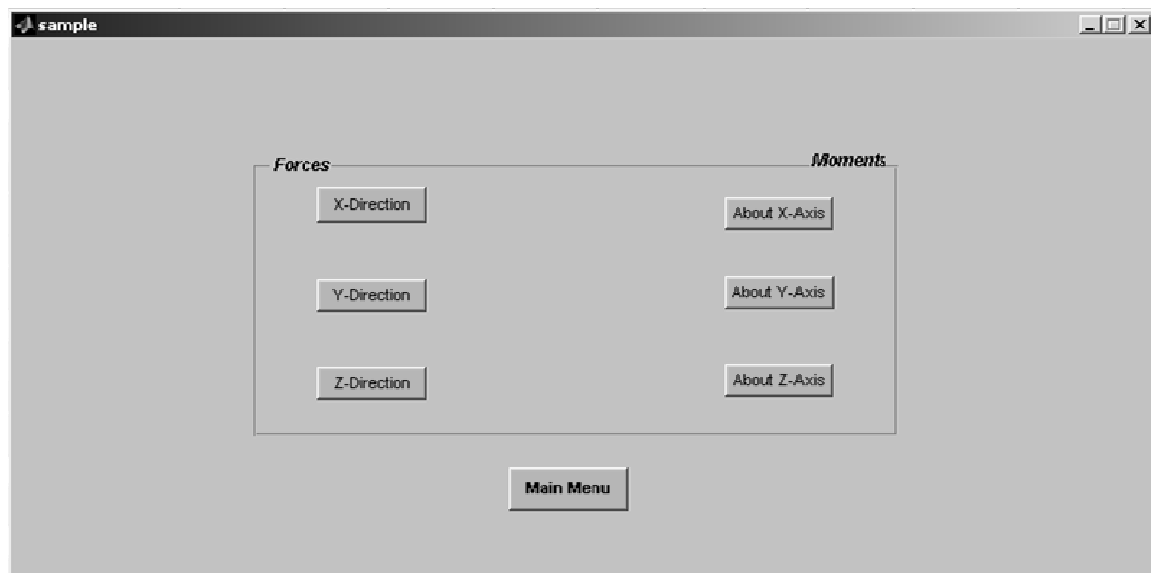 sample
Forces
Moments
X-Direction
About X-Axis
Y-Direction
About Y-Axis
Z-Direction
About Z-Axis
Main Menu